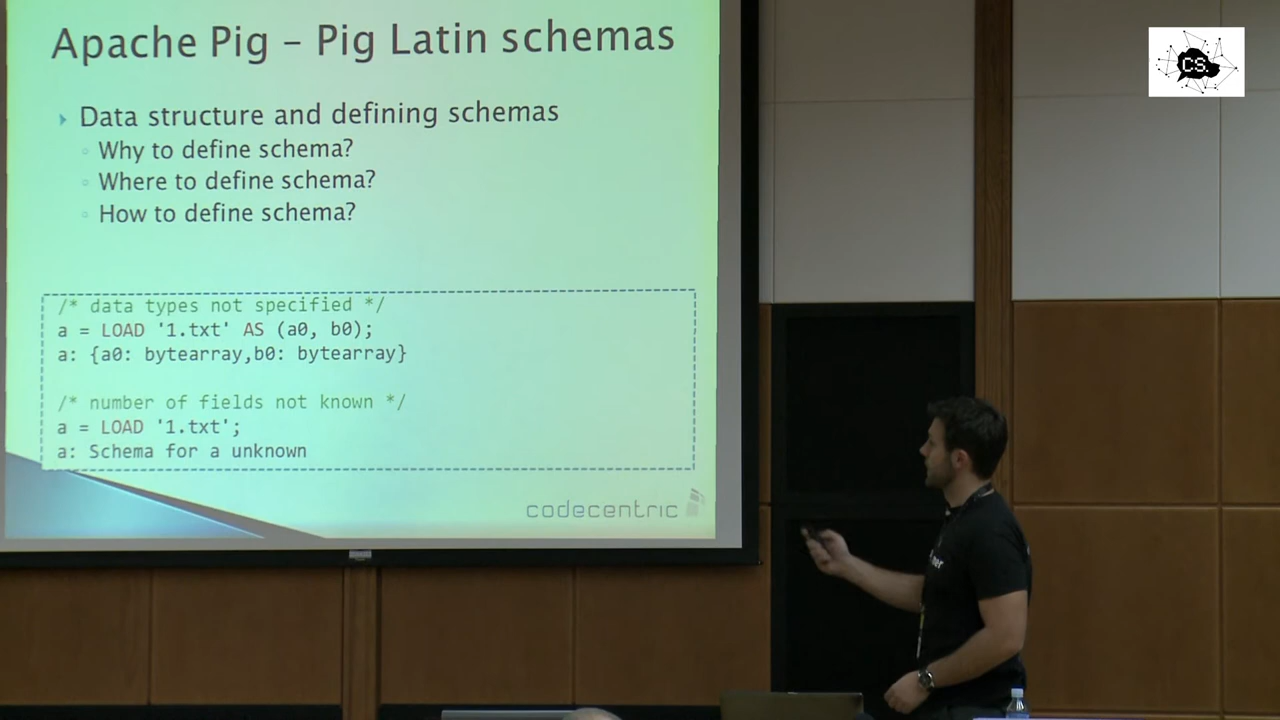 Apache Pig – Pig Latin schemas
Data structure and defining schemas
Why to define schema?
Where to define schema?
How to define schema?
/* data types not specified */
a = LOAD '1.txt' AS (a0, b0);
a: {a0: bytearray,b0: bytearray}
/* number of fields not known */
a = LOAD '1.txt';
a: Schema for a unknown
codecentric
CS.